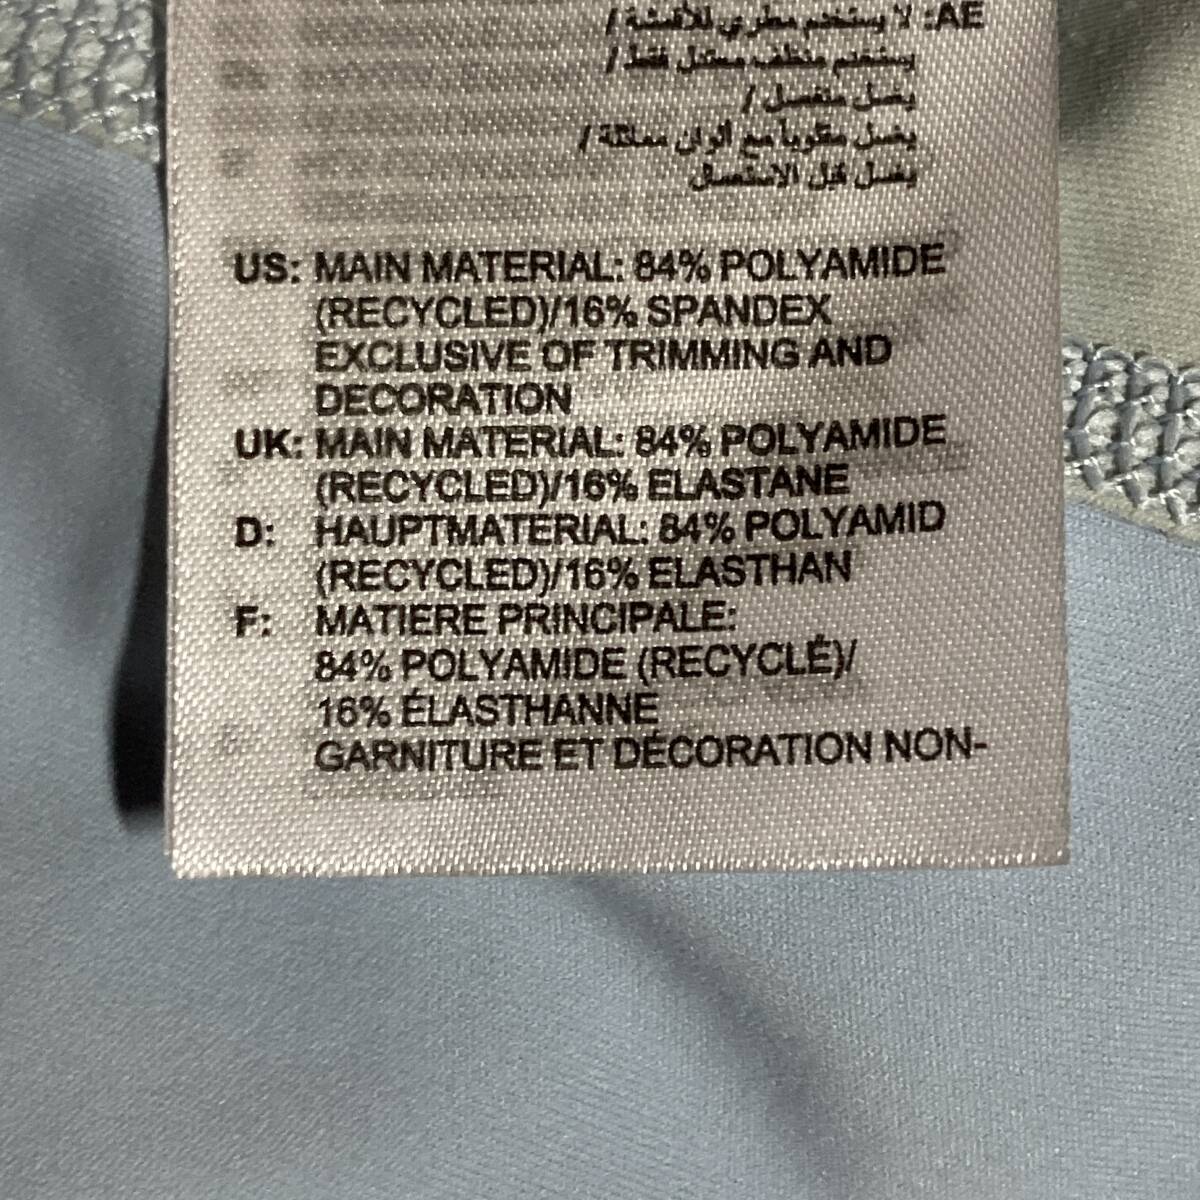 AE: لا يستخدم مطري للأقمشة /
يستخدم منظف معتدل فقط /
يغسل منفصل /
يغسل مقلوبا مع ألوان مماثلة /
يغسل قبل الاستعمال
US: MAIN MATERIAL: 84% POLYAMIDE
(RECYCLED)/16% SPANDEX
EXCLUSIVE OF TRIMMING AND
DECORATION
UK: MAIN MATERIAL: 84% POLYAMIDE
(RECYCLED)/16% ELASTANE
D: HAUPTMATERIAL: 84% POLYAMID
(RECYCLED)/16% ELASTHAN
F: MATIERE PRINCIPALE:
84% POLYAMIDE (RECYCLÉ)/
16% ÉLASTHANNE
GARNITURE ET DÉCORATION NON-